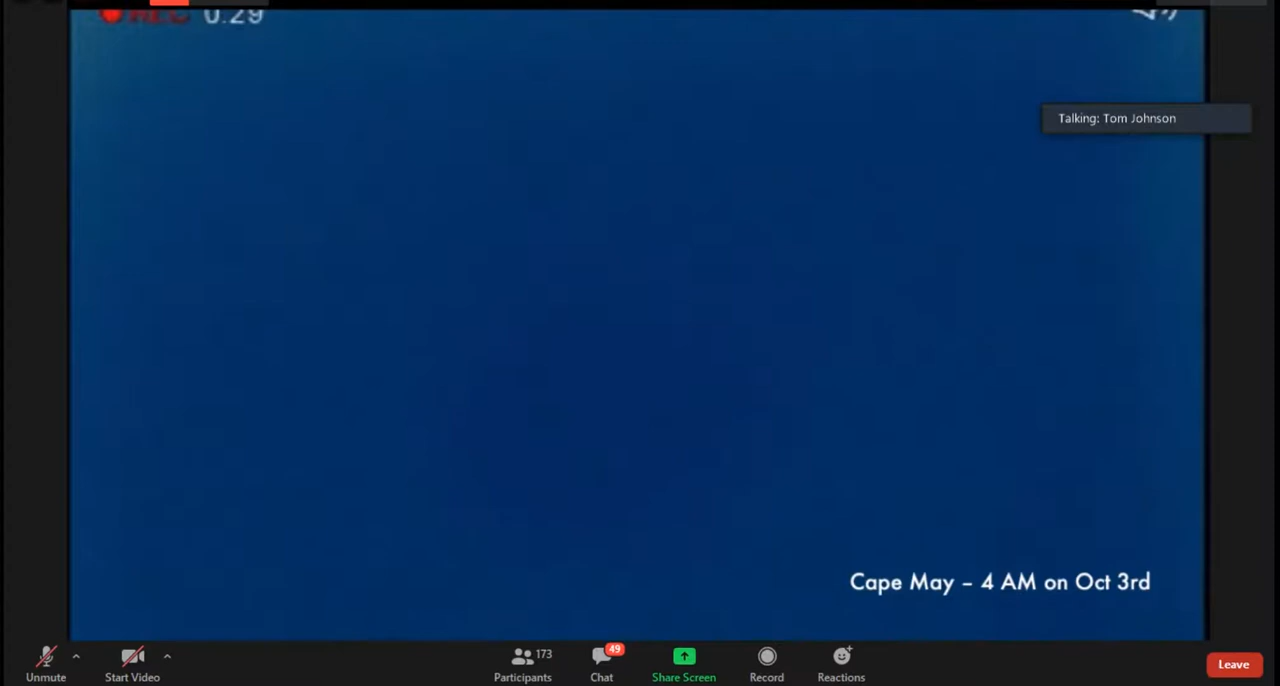 REC 0:29
Talking: Tom Johnson
Cape May – 4 AM on Oct 3rd
173
49
Unmute
Start Video
Participants
Chat
Share Screen
Record
Reactions
Leave